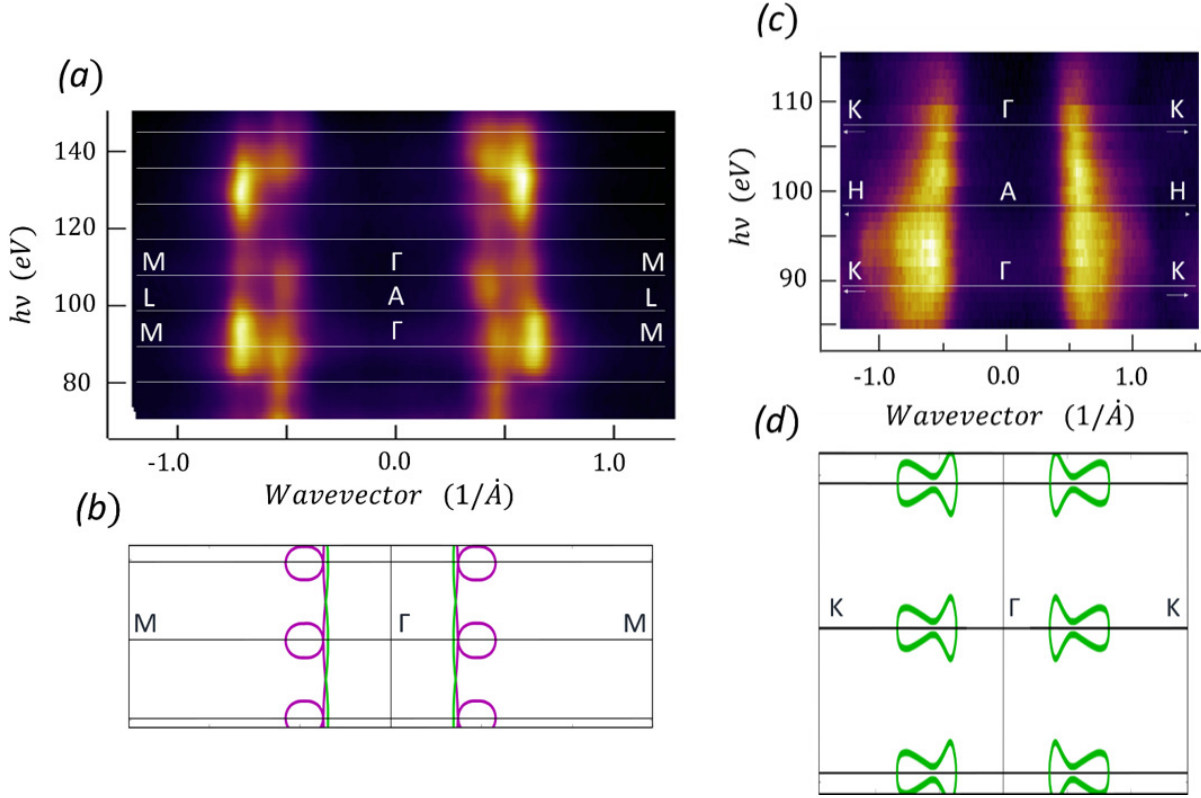 (a)
hν (eV)
140
120
100
80
M Γ M
L A L
M Γ M
-1.0 0.0 1.0
Wavevector (1/Å)
(b)
M Γ M
(c)
hν (eV)
110
100
90
K Γ K
H A H
K Γ K
-1.0 0.0 1.0
Wavevector (1/Å)
(d)
K Γ K